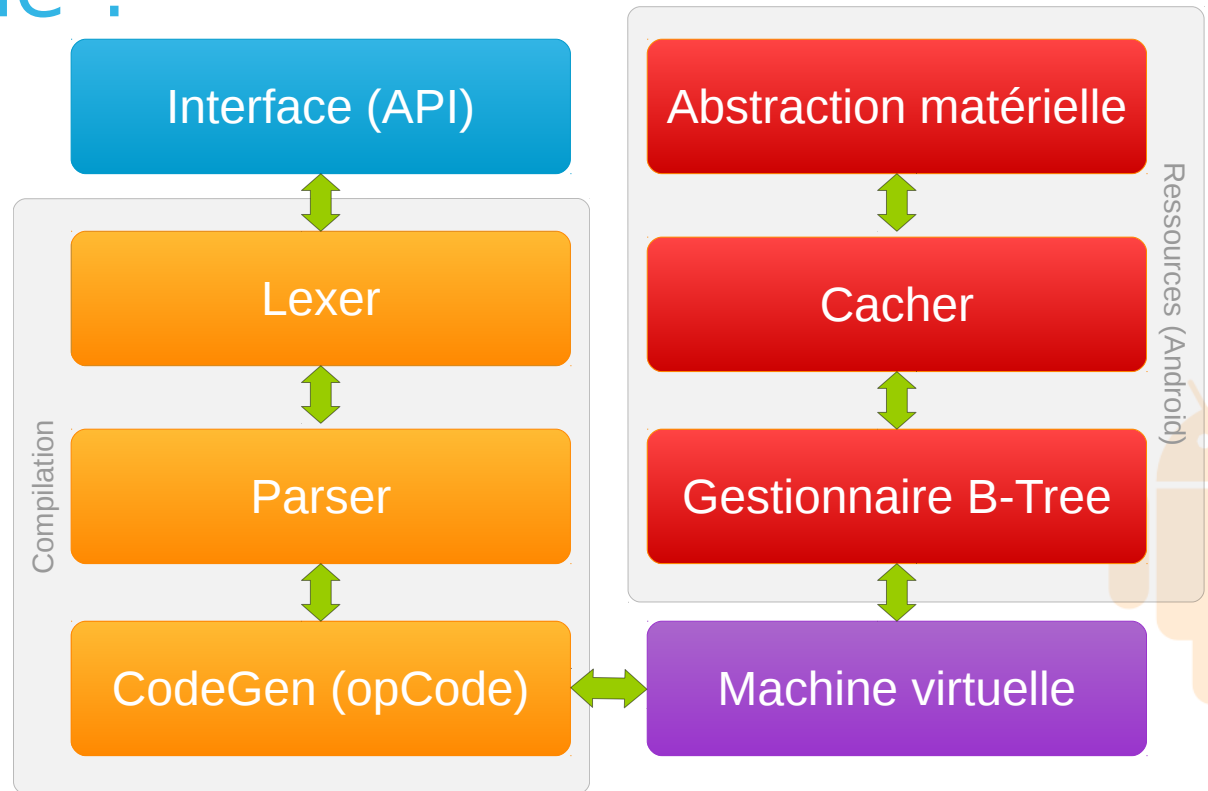 Interface (API)
Lexer
Parser
CodeGen (opCode)
Compilation
Abstraction matérielle
Cacher
Gestionnaire B-Tree
Machine virtuelle
Ressources (Android)